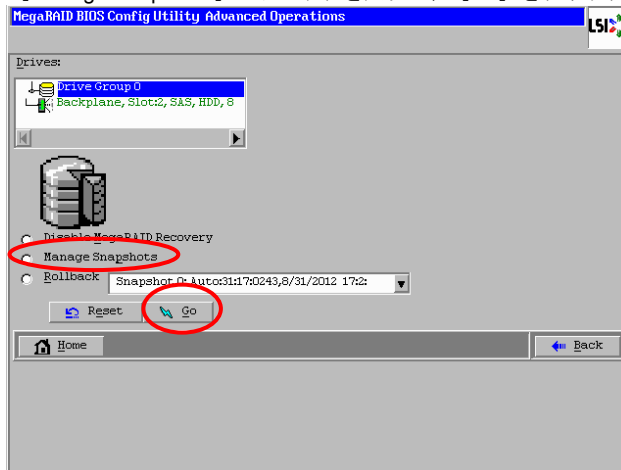 MegaRAID BIOS Config Utility Advanced Operations
LSI
Drives:
Drive Group 0
Backplane, Slot:2, SAS, HDD, 8
Disable MegaRAID Recovery
Manage Snapshots
Rollback Snapshot 0: Auto:31:17:0243,8/31/2012 17:2:
Reset Go
Home Back